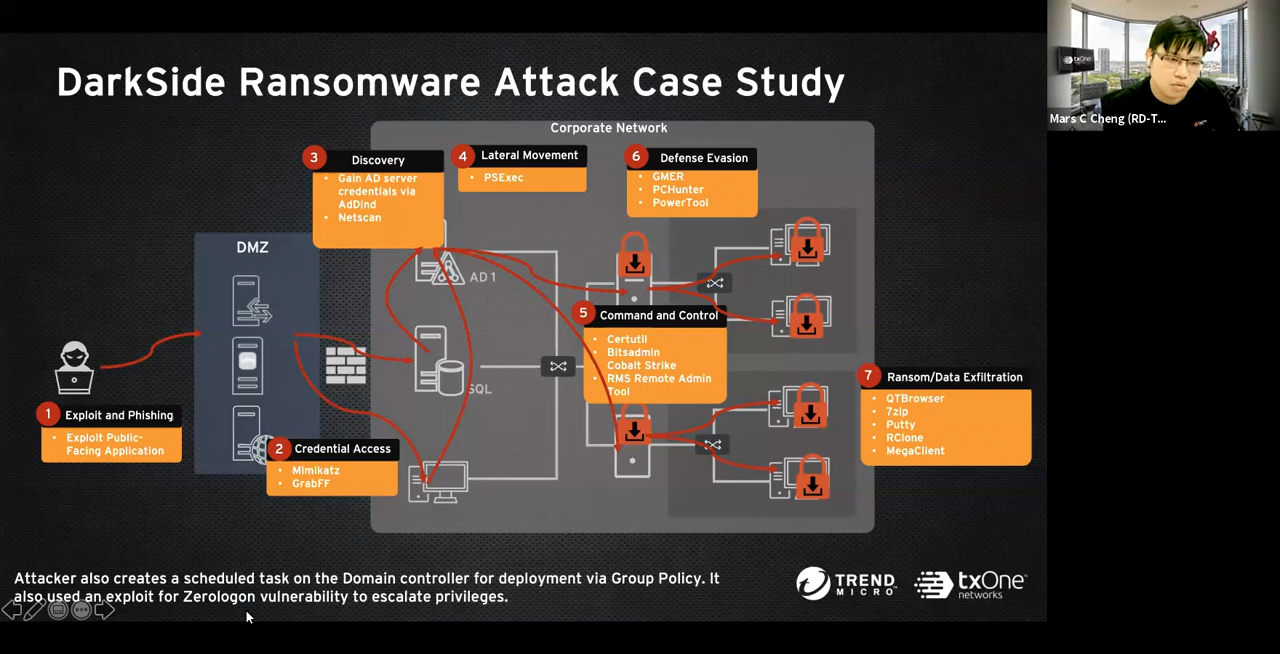 DarkSide Ransomware Attack Case Study
txOne
Mars C Cheng (RD-T...
Corporate Network
3 Discovery
• Gain AD server
credentials via
AdDind
• Netscan
4 Lateral Movement
• PSExec
6 Defense Evasion
• GMER
• PCHunter
• PowerTool
DMZ
VPN
AD 1
SQL
5 Command and Control
• Certutil
• Bitsadmin
Cobalt Strike
• RMS Remote Admin
Tool
1 Exploit and Phishing
• Exploit Public-
Facing Application
2 Credential Access
• Mimikatz
• GrabFF
7 Ransom/Data Exfiltration
• QTBrowser
• 7zip
• Putty
• RClone
• MegaClient
Attacker also creates a scheduled task on the Domain controller for deployment via Group Policy. It
also used an exploit for Zerologon vulnerability to escalate privileges.
TREND
MICRO
txOne
networks